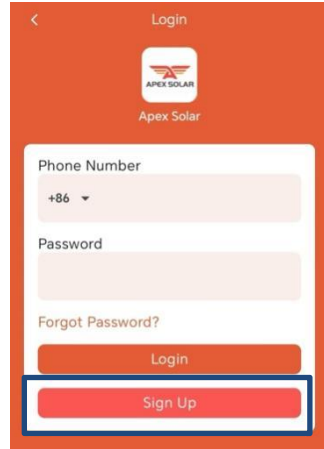 Login
APEX SOLAR
Apex Solar
Phone Number
+86
Password
Forgot Password?
Login
Sign Up